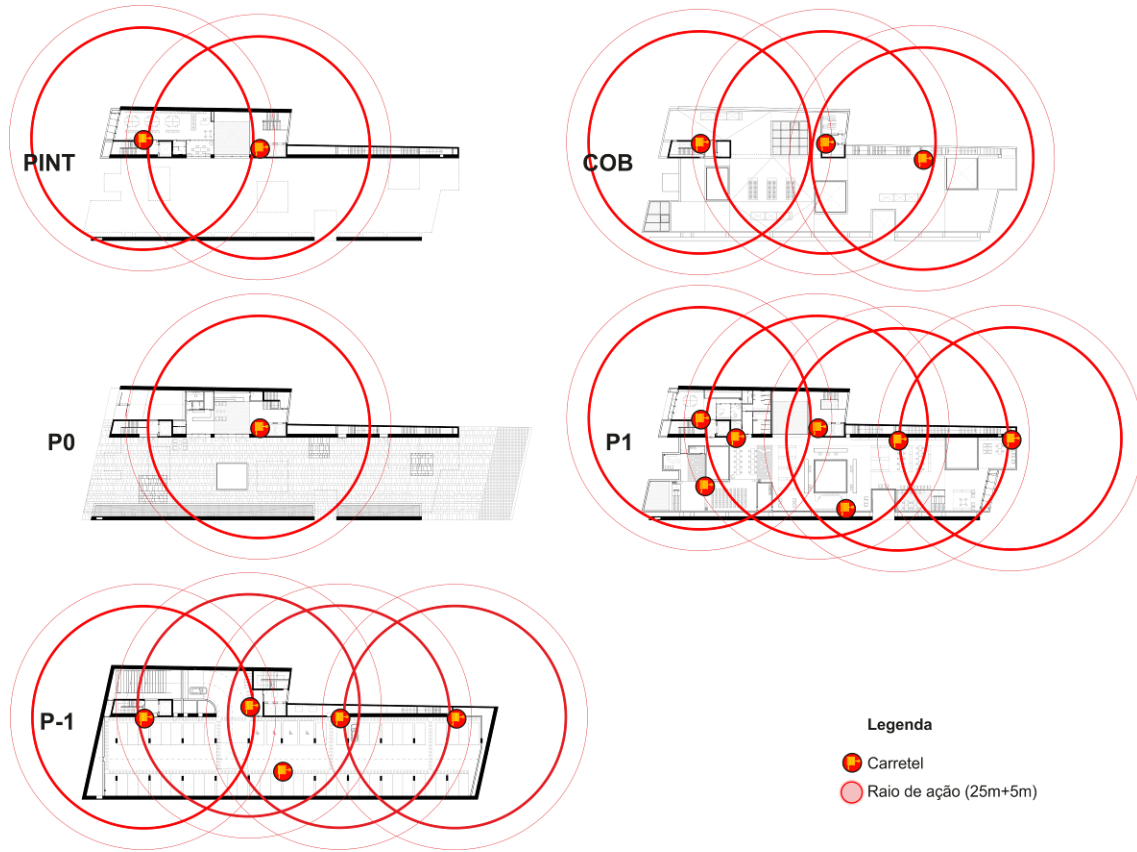 PINT
COB
P0
P1
P-1
Legenda
Carretel
Raio de ação (25m+5m)